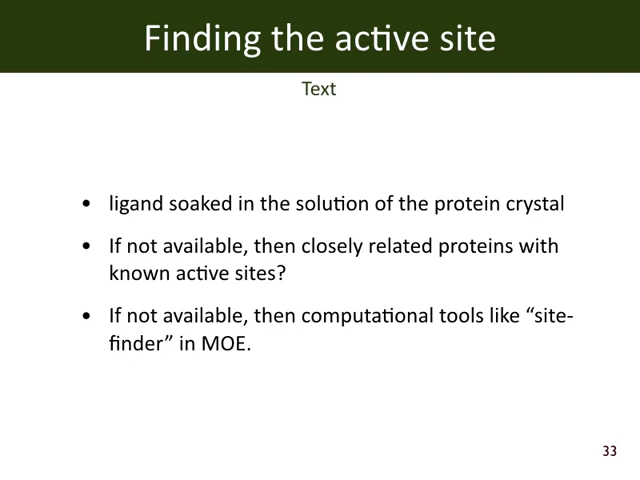 Finding the active site
Text
• ligand soaked in the solution of the protein crystal
• If not available, then closely related proteins with
known active sites?
• If not available, then computational tools like “site-
finder” in MOE.
33